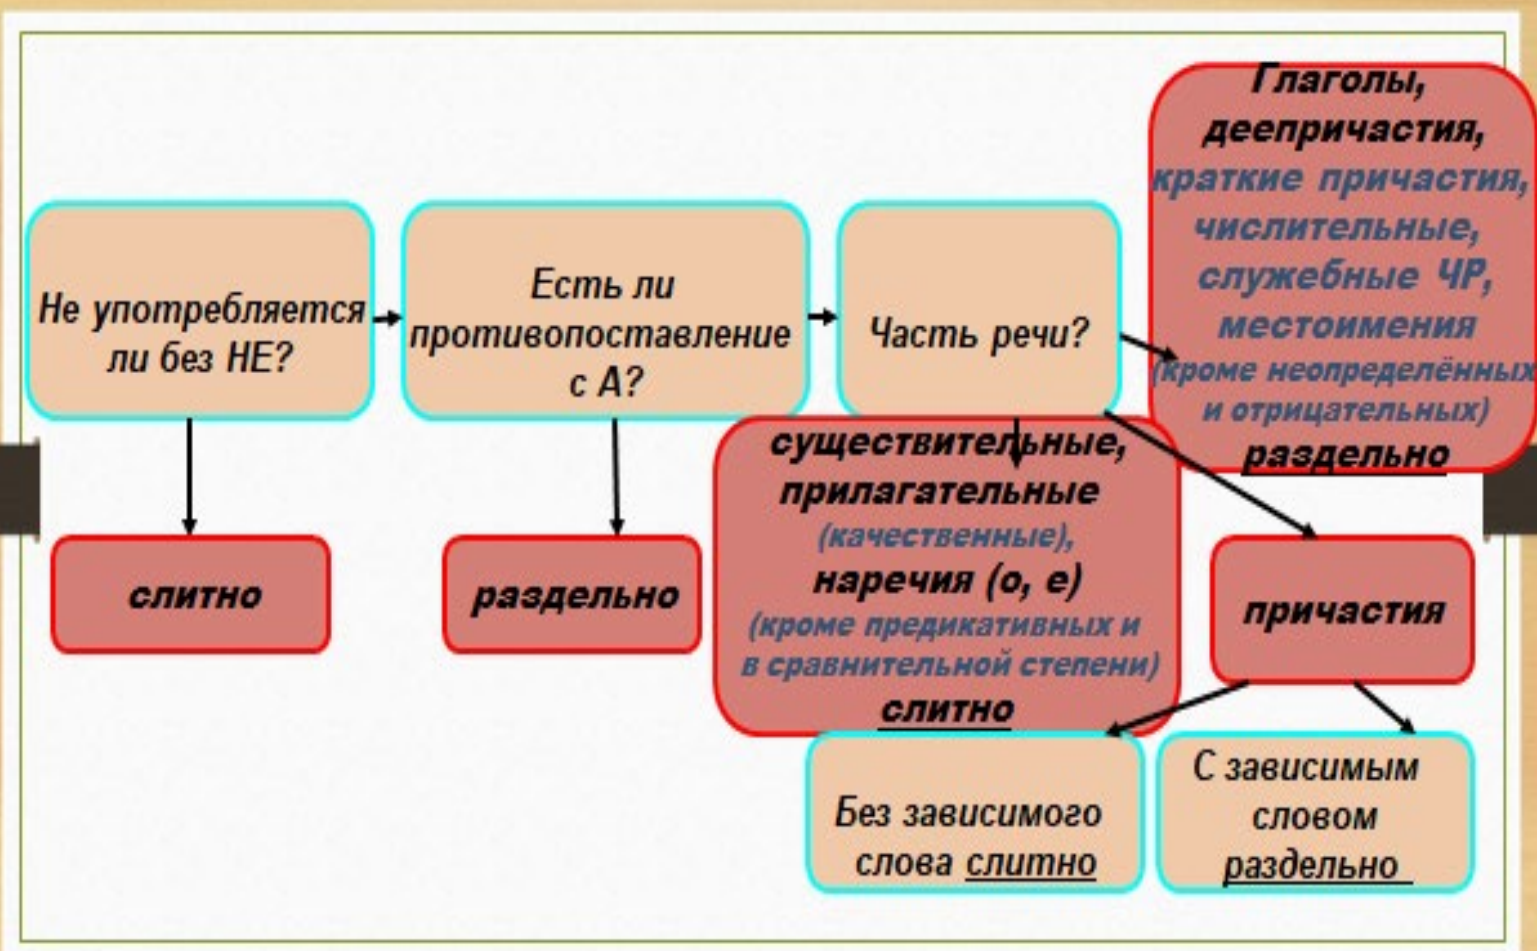 Не употребляется
ли без НЕ?
Есть ли
противопоставление
с А?
Часть речи?
Глаголы,
деепричастия,
краткие причастия,
числительные,
служебные ЧР,
местоимения
(кроме неопределённых
и отрицательных)
раздельно
слитно
раздельно
существительные,
прилагательные
(качественные),
наречия (о, е)
(кроме предикативных и
в сравнительной степени)
слитно
причастия
Без зависимого
слова слитно
С зависимым
словом
раздельно